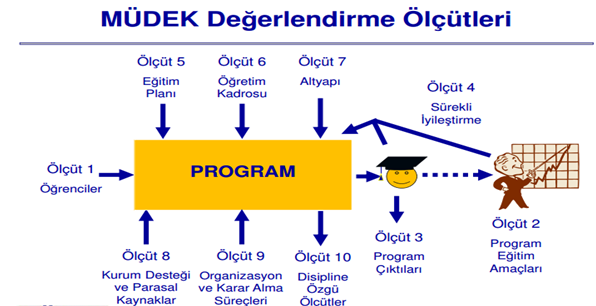 MÜDEK Değerlendirme Ölçütleri
Ölçüt 5
Eğitim
Planı
Ölçüt 6
Öğretim
Kadrosu
Ölçüt 7
Altyapı
Ölçüt 4
Sürekli
İyileştirme
Ölçüt 1
Öğrenciler
PROGRAM
Ölçüt 8
Kurum Desteği
ve Parasal
Kaynaklar
Ölçüt 9
Organizasyon
ve Karar Alma
Süreçleri
Ölçüt 10
Disipline
Özgü
Ölçütler
Ölçüt 3
Program
Çıktıları
Ölçüt 2
Program
Eğitim
Amaçları